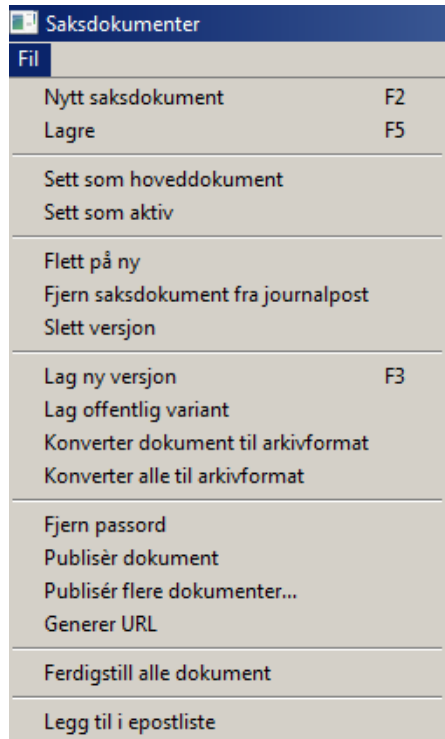 Saksdokumenter
Fil
Nytt saksdokument F2
Lagre F5
Sett som hoveddokument
Sett som aktiv
Flett på ny
Fjern saksdokument fra journalpost
Slett versjon
Lag ny versjon F3
Lag offentlig variant
Konverter dokument til arkivformat
Konverter alle til arkivformat
Fjern passord
Publisèr dokument
Publisér flere dokumenter...
Generer URL
Ferdigstill alle dokument
Legg til i epostliste